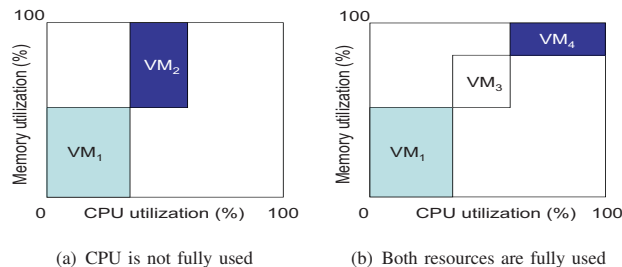 100
Memory utilization (%)
VM2
VM1
0
CPU utilization (%)
100
(a) CPU is not fully used
100
Memory utilization (%)
VM4
VM3
VM1
0
CPU utilization (%)
100
(b) Both resources are fully used